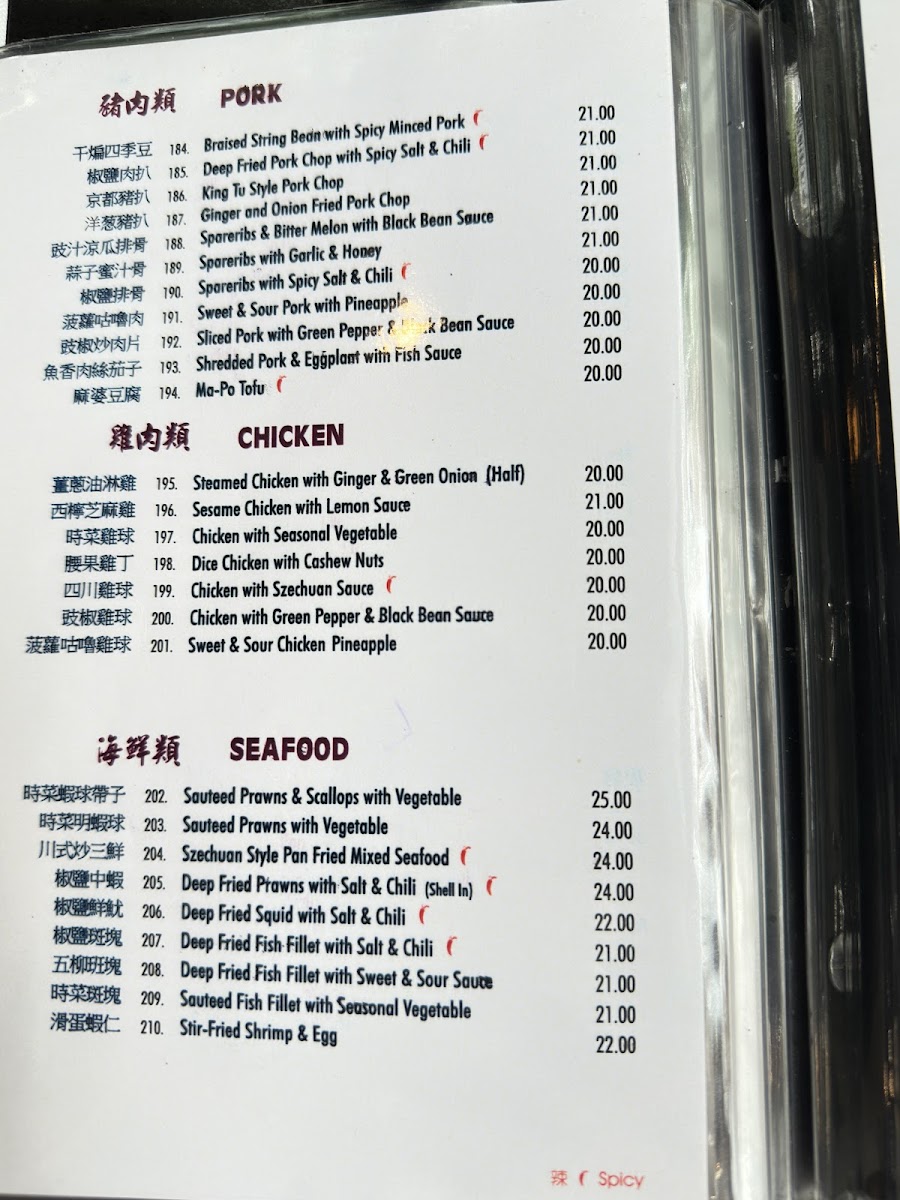 豬肉類 PORK
干煸四季豆 184. Braised String Bean with Spicy Minced Pork 21.00
椒鹽肉扒 185. Deep Fried Pork Chop with Spicy Salt & Chili 21.00
京都豬扒 186. King Tu Style Pork Chop 21.00
洋葱豬扒 187. Ginger and Onion Fried Pork Chop 21.00
豉汁涼瓜排骨 188. Spareribs & Bitter Melon with Black Bean Sauce 21.00
蒜子蜜汁骨 189. Spareribs with Garlic & Honey 21.00
椒鹽排骨 190. Spareribs with Spicy Salt & Chili 20.00
菠蘿咕嚕肉 191. Sweet & Sour Pork with Pineapple 20.00
豉椒炒肉片 192. Sliced Pork with Green Pepper & Black Bean Sauce 20.00
魚香肉絲茄子 193. Shredded Pork & Eggplant with Fish Sauce 20.00
麻婆豆腐 194. Ma-Po Tofu 20.00
雞肉類 CHICKEN
薑蔥油淋雞 195. Steamed Chicken with Ginger & Green Onion (Half) 20.00
西檸芝麻雞 196. Sesame Chicken with Lemon Sauce 21.00
時菜雞球 197. Chicken with Seasonal Vegetable 20.00
腰果雞丁 198. Dice Chicken with Cashew Nuts 20.00
四川雞球 199. Chicken with Szechuan Sauce 20.00
豉椒雞球 200. Chicken with Green Pepper & Black Bean Sauce 20.00
菠蘿咕嚕雞球 201. Sweet & Sour Chicken Pineapple 20.00
海鮮類 SEAFOOD
時菜蝦球帶子 202. Sauteed Prawns & Scallops with Vegetable 25.00
時菜明蝦球 203. Sauteed Prawns with Vegetable 24.00
川式炒三鮮 204. Szechuan Style Pan Fried Mixed Seafood 24.00
椒鹽中蝦 205. Deep Fried Prawns with Salt & Chili (Shell In) 24.00
椒鹽鮮魷 206. Deep Fried Squid with Salt & Chili 22.00
椒鹽斑塊 207. Deep Fried Fish Fillet with Salt & Chili 21.00
五柳班塊 208. Deep Fried Fish Fillet with Sweet & Sour Sauce 21.00
時菜斑塊 209. Sauteed Fish Fillet with Seasonal Vegetable 21.00
滑蛋蝦仁 210. Stir-Fried Shrimp & Egg 22.00
辣 Spicy